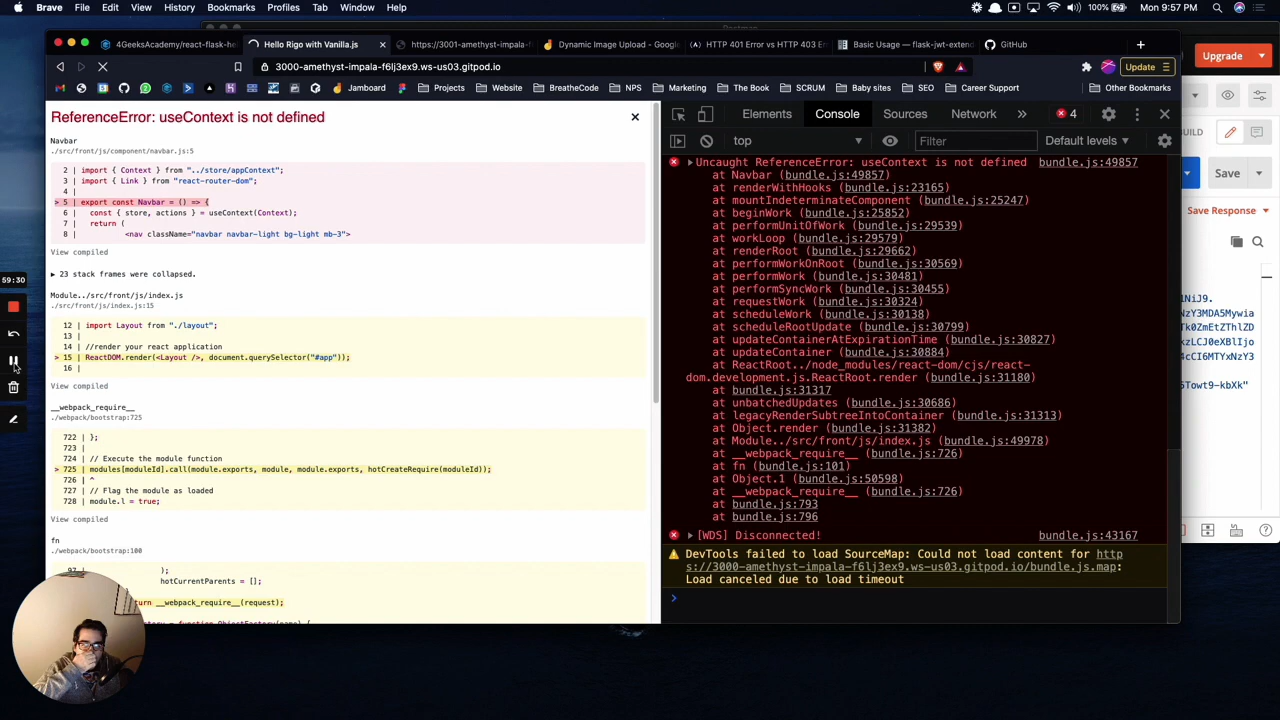 Brave File Edit View History Bookmarks Profiles Tab Window Help
100% Mon 9:57 PM
4GeeksAcademy/react-flask-he
Hello Rigo with Vanilla.js
https://3001-amethyst-impala-f
Dynamic Image Upload - Google
HTTP 401 Error vs HTTP 403 Er
Basic Usage — flask-jwt-extend
GitHub
3000-amethyst-impala-f6lj3ex9.ws-us03.gitpod.io
Update
Jamboard Projects Website BreatheCode NPS Marketing The Book SCRUM Baby sites SEO Career Support Other Bookmarks
ReferenceError: useContext is not defined
Navbar
./src/front/js/component/navbar.js:5
2 | import { Context } from "../store/appContext";
3 | import { Link } from "react-router-dom";
4 |
> 5 | export const Navbar = () => {
6 | const { store, actions } = useContext(Context);
7 | return (
8 | <nav className="navbar navbar-light bg-light mb-3">
View compiled
▶ 23 stack frames were collapsed.
Module../src/front/js/index.js
./src/front/js/index.js:15
12 | import Layout from "./layout";
13 |
14 | //render your react application
> 15 | ReactDOM.render(<Layout />, document.querySelector("#app"));
16 |
View compiled
__webpack_require__
./webpack/bootstrap:725
722 | };
723 |
724 | // Execute the module function
> 725 | modules[moduleId].call(module.exports, module, module.exports, hotCreateRequire(moduleId));
726 | ^
727 | // Flag the module as loaded
728 | module.l = true;
View compiled
fn
./webpack/bootstrap:100
97 | );
hotCurrentParents = [];
__webpack_require__(request);
59:30
Elements Console Sources Network 4
top Filter Default levels
Uncaught ReferenceError: useContext is not defined bundle.js:49857
at Navbar (bundle.js:49857)
at renderWithHooks (bundle.js:23165)
at mountIndeterminateComponent (bundle.js:25247)
at beginWork (bundle.js:25852)
at performUnitOfWork (bundle.js:29539)
at workLoop (bundle.js:29579)
at renderRoot (bundle.js:29662)
at performWorkOnRoot (bundle.js:30569)
at performWork (bundle.js:30481)
at performSyncWork (bundle.js:30455)
at requestWork (bundle.js:30324)
at scheduleWork (bundle.js:30138)
at scheduleRootUpdate (bundle.js:30799)
at updateContainerAtExpirationTime (bundle.js:30827)
at updateContainer (bundle.js:30884)
at ReactRoot../node_modules/react-dom/cjs/react-
dom.development.js.ReactRoot.render (bundle.js:31180)
at bundle.js:31317
at unbatchedUpdates (bundle.js:30686)
at legacyRenderSubtreeIntoContainer (bundle.js:31313)
at Object.render (bundle.js:31382)
at Module../src/front/js/index.js (bundle.js:49978)
at __webpack_require__ (bundle.js:726)
at fn (bundle.js:101)
at Object.1 (bundle.js:50598)
at __webpack_require__ (bundle.js:726)
at bundle.js:793
at bundle.js:796
[WDS] Disconnected! bundle.js:43167
DevTools failed to load SourceMap: Could not load content for http
s://3000-amethyst-impala-f6lj3ex9.ws-us03.gitpod.io/bundle.js.map:
Load canceled due to load timeout
Upgrade
BUILD
Save
Save Response
1NiJ9.
NzY3MDA5Mywia
Tk0ZmEtZThlZD
kzLCJ0eXBlIjo
4cCI6MTYxNzY3
5Towt9-kbXk"